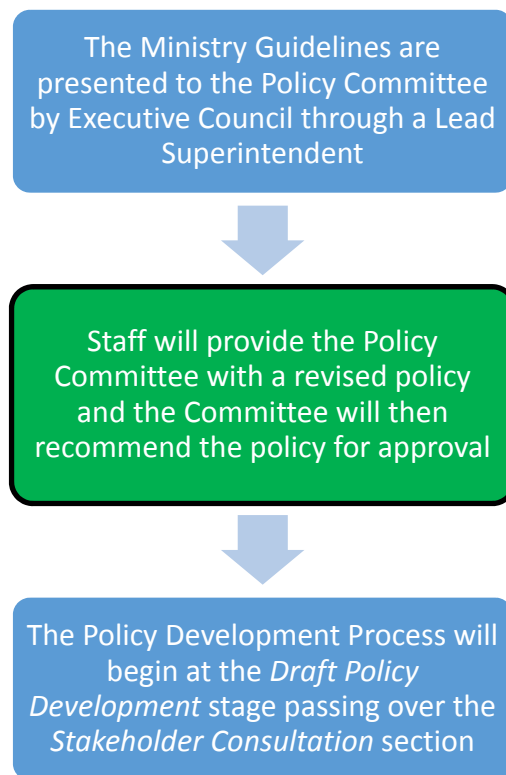 The Ministry Guidelines are
presented to the Policy Committee
by Executive Council through a Lead
Superintendent
Staff will provide the Policy
Committee with a revised policy
and the Committee will then
recommend the policy for approval
The Policy Development Process will
begin at the Draft Policy
Development stage passing over the
Stakeholder Consultation section